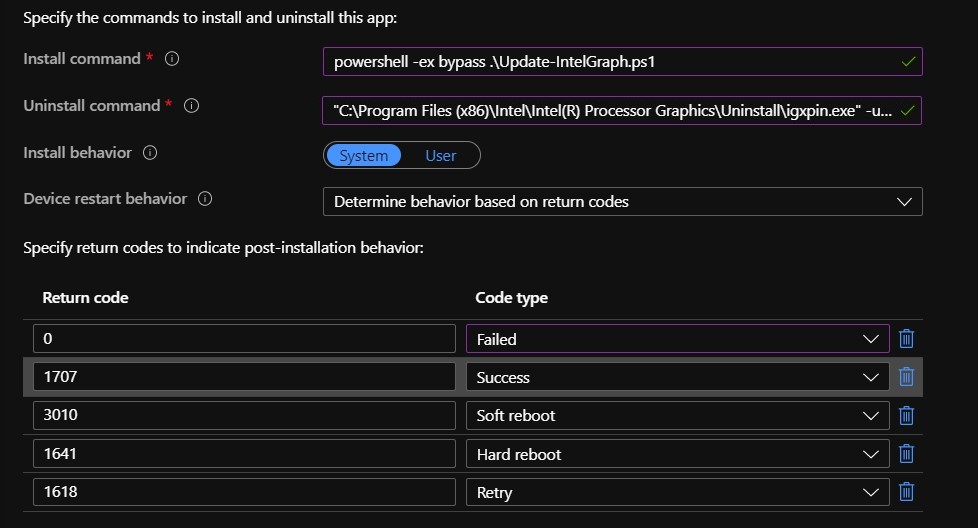 Specify the commands to install and uninstall this app:
Install command *
powershell -ex bypass .\Update-IntelGraph.ps1
Uninstall command *
"C:\Program Files (x86)\Intel\Intel(R) Processor Graphics\Uninstall\igxpin.exe" -u...
Install behavior
System User
Device restart behavior
Determine behavior based on return codes
Specify return codes to indicate post-installation behavior:
Return code Code type
0 Failed
1707 Success
3010 Soft reboot
1641 Hard reboot
1618 Retry